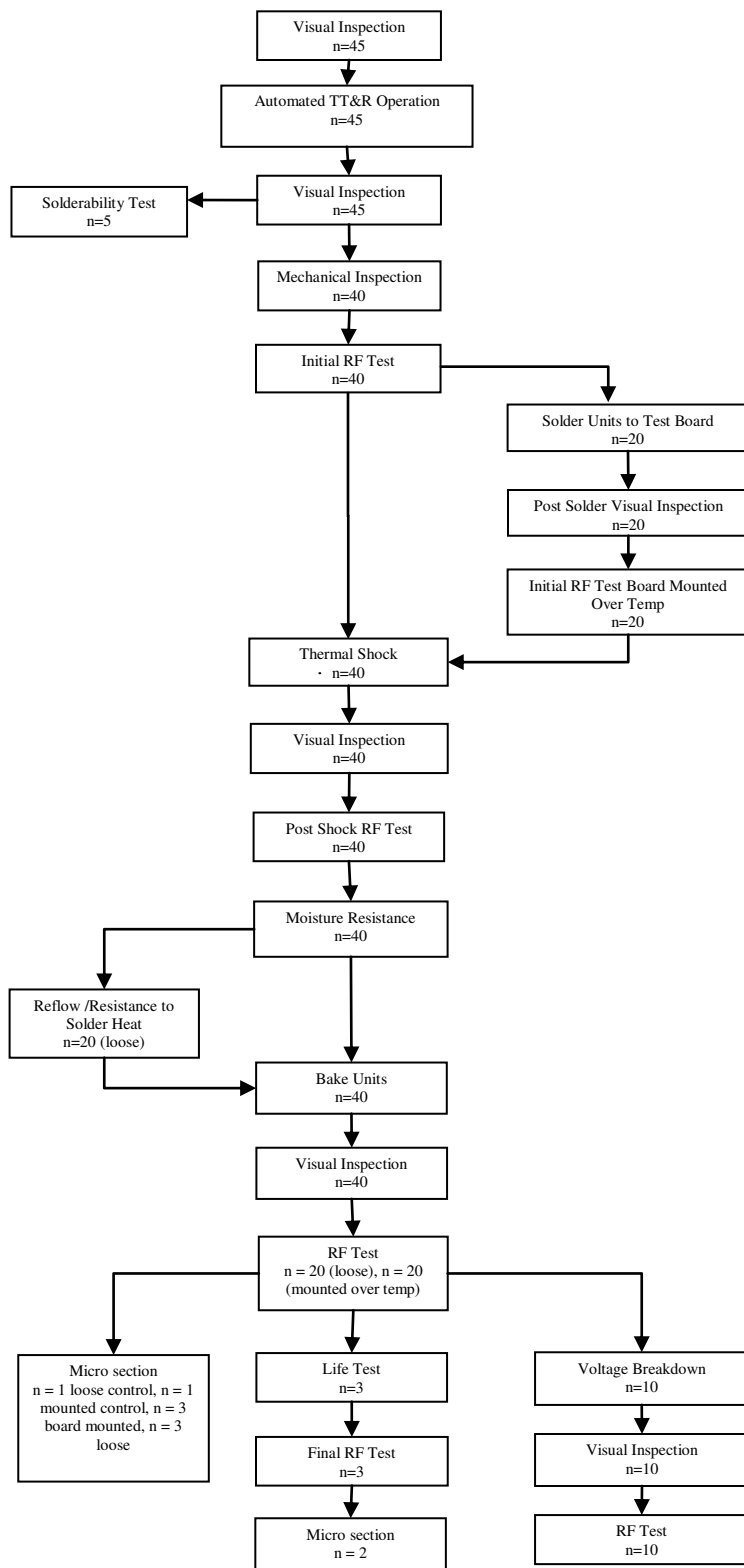 Visual Inspection
n=45
Automated TT&R Operation
n=45
Visual Inspection
n=45
Solderability Test
n=5
Mechanical Inspection
n=40
Initial RF Test
n=40
Solder Units to Test Board
n=20
Post Solder Visual Inspection
n=20
Initial RF Test Board Mounted
Over Temp
n=20
Thermal Shock
· n=40
Visual Inspection
n=40
Post Shock RF Test
n=40
Moisture Resistance
n=40
Reflow /Resistance to
Solder Heat
n=20 (loose)
Bake Units
n=40
Visual Inspection
n=40
RF Test
n = 20 (loose), n = 20
(mounted over temp)
Micro section
n = 1 loose control, n = 1
mounted control, n = 3
board mounted, n = 3
loose
Life Test
n=3
Final RF Test
n=3
Micro section
n = 2
Voltage Breakdown
n=10
Visual Inspection
n=10
RF Test
n=10